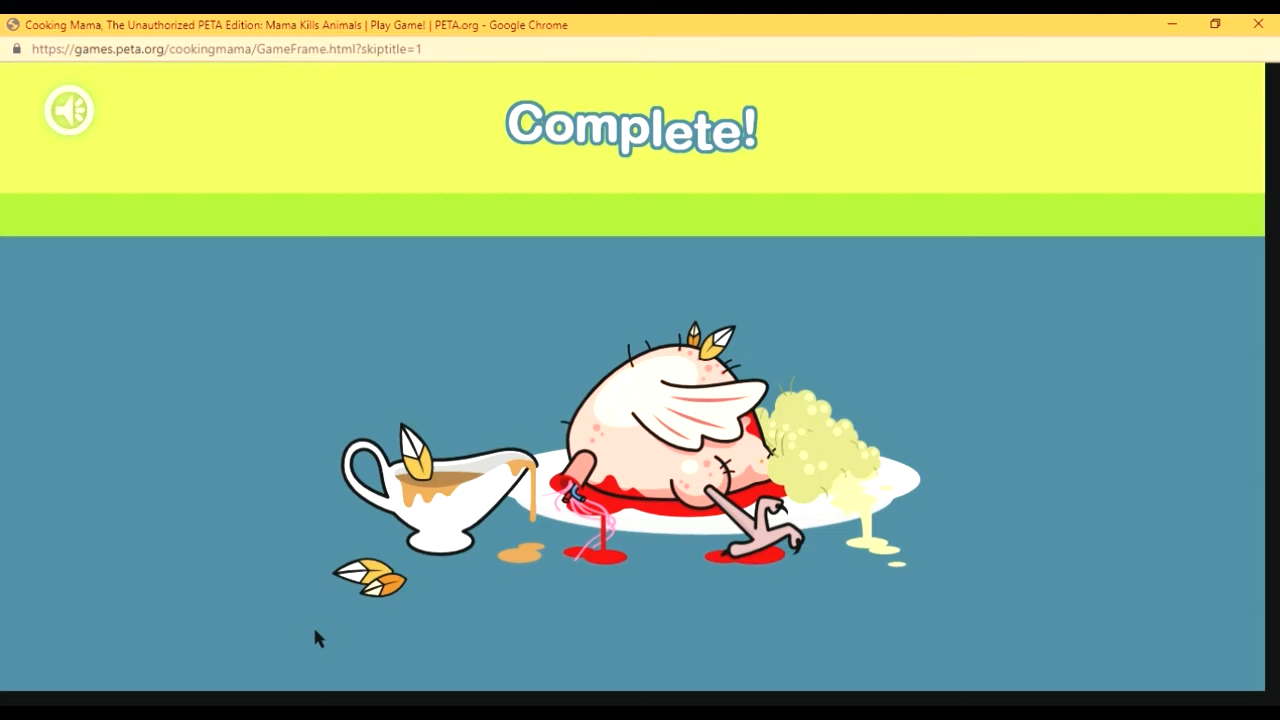 Cooking Mama, The Unauthorized PETA Edition: Mama Kills Animals | Play Game! | PETA.org - Google Chrome
https://games.peta.org/cookingmama/GameFrame.html?skiptitle=1
Complete!